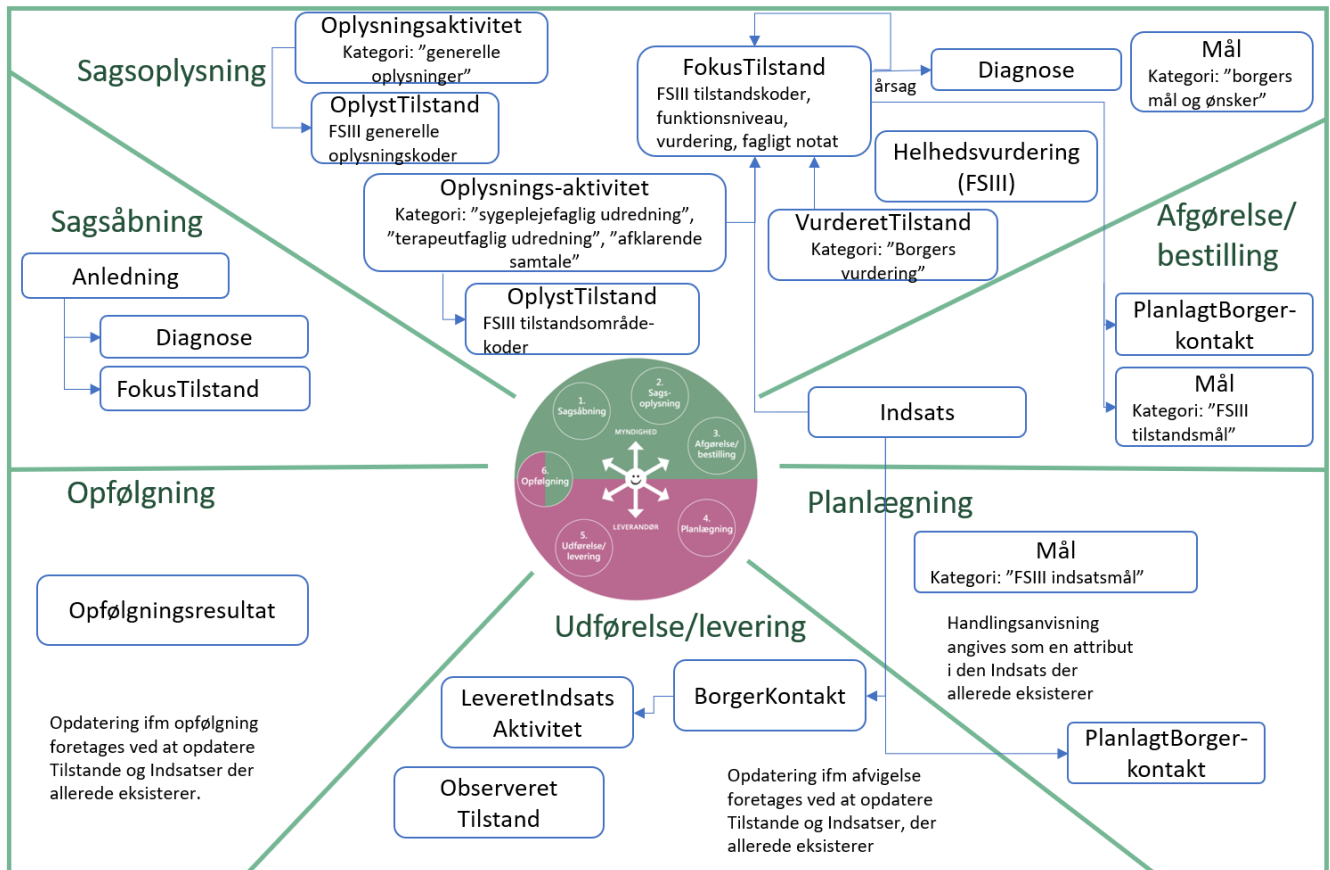 Sagsoplysning
Oplysningsaktivitet
Kategori: ”generelle
oplysninger”
OplystTilstand
FSIII generelle
oplysningskoder
Oplysnings-aktivitet
Kategori: ”sygeplejefaglig udredning”,
”terapeutfaglig udredning”, ”afklarende
samtale”
OplystTilstand
FSIII tilstandsområde-
koder
FokusTilstand
FSIII tilstandskoder,
funktionsniveau,
vurdering, fagligt notat
årsag
Diagnose
Mål
Kategori: ”borgers
mål og ønsker”
Helhedsvurdering
(FSIII)
VurderetTilstand
Kategori: ”Borgers
vurdering”
Sagsåbning
Anledning
Diagnose
FokusTilstand
Afgørelse/
bestilling
PlanlagtBorger-
kontakt
Mål
Kategori: ”FSIII
tilstandsmål”
Indsats
1.
Sagsåbning
2.
Sags-
oplysning
MYNDIGHED
3.
Afgørelse/
bestilling
6.
Opfølgning
LEVERANDØR
4.
Planlægning
5.
Udførelse/
levering
Opfølgning
Opfølgningsresultat
Opdatering ifm opfølgning
foretages ved at opdatere
Tilstande og Indsatser der
allerede eksisterer.
Planlægning
Mål
Kategori: ”FSIII indsatsmål”
Handlingsanvisning
angives som en attribut
i den Indsats der
allerede eksisterer
PlanlagtBorger-
kontakt
Udførelse/levering
LeveretIndsats
Aktivitet
BorgerKontakt
Observeret
Tilstand
Opdatering ifm afvigelse
foretages ved at opdatere
Tilstande og Indsatser, der
allerede eksisterer